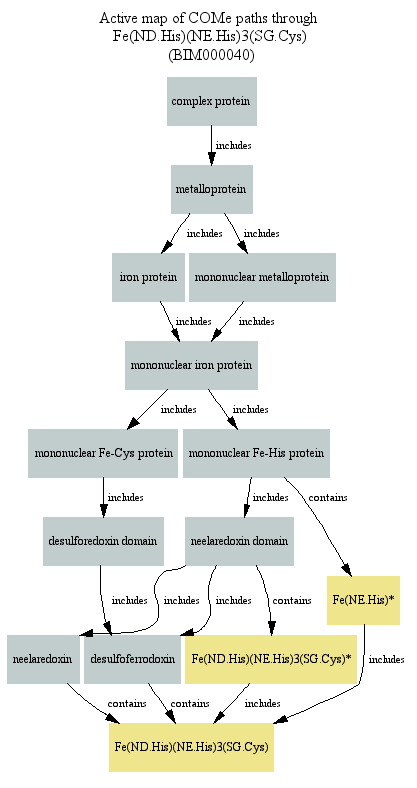 Active map of COMe paths through
Fe(ND.His)(NE.His)3(SG.Cys)
(BIM000040)
complex protein
includes
metalloprotein
includes
includes
iron protein
mononuclear metalloprotein
includes
includes
mononuclear iron protein
includes
includes
mononuclear Fe-Cys protein
mononuclear Fe-His protein
includes
includes
contains
desulforedoxin domain
neelaredoxin domain
Fe(NE.His)*
includes
includes
includes
contains
neelaredoxin
desulfoferrodoxin
Fe(ND.His)(NE.His)3(SG.Cys)*
includes
contains
contains
includes
Fe(ND.His)(NE.His)3(SG.Cys)